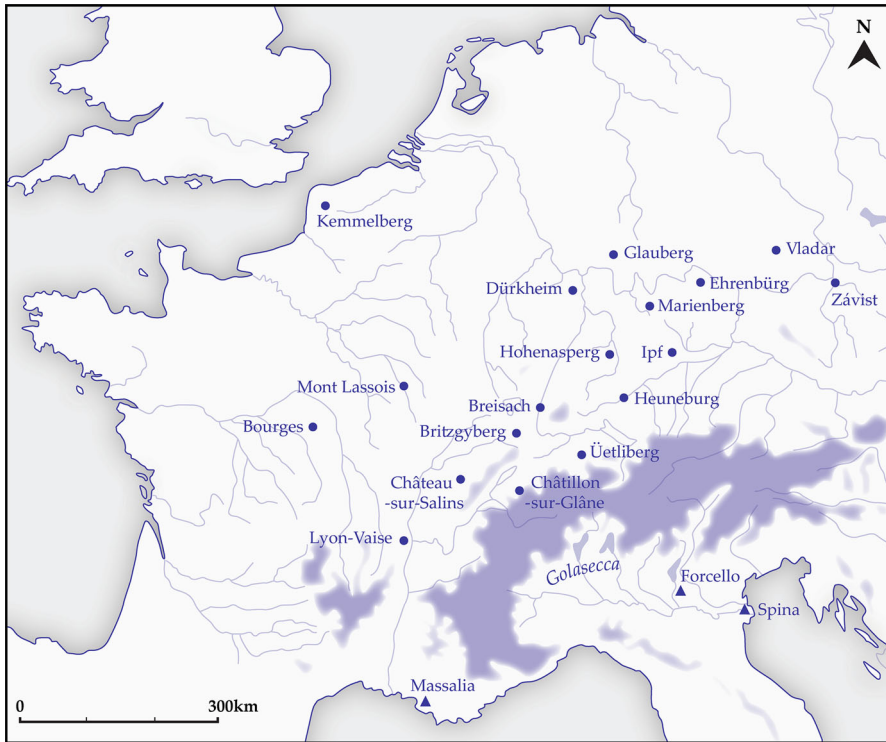 N
Kemmelberg
Glauberg
Vladar
Ehrenbürg
Dürkheim
Marienberg
Závist
Hohenasperg
Ipf
Mont Lassois
Heuneburg
Breisach
Bourges
Britzgyberg
Üetliberg
Château
-sur-Salins
Châtillon
-sur-Glâne
Lyon-Vaise
Golasecca
Forcello
Spina
Massalia
0
300km